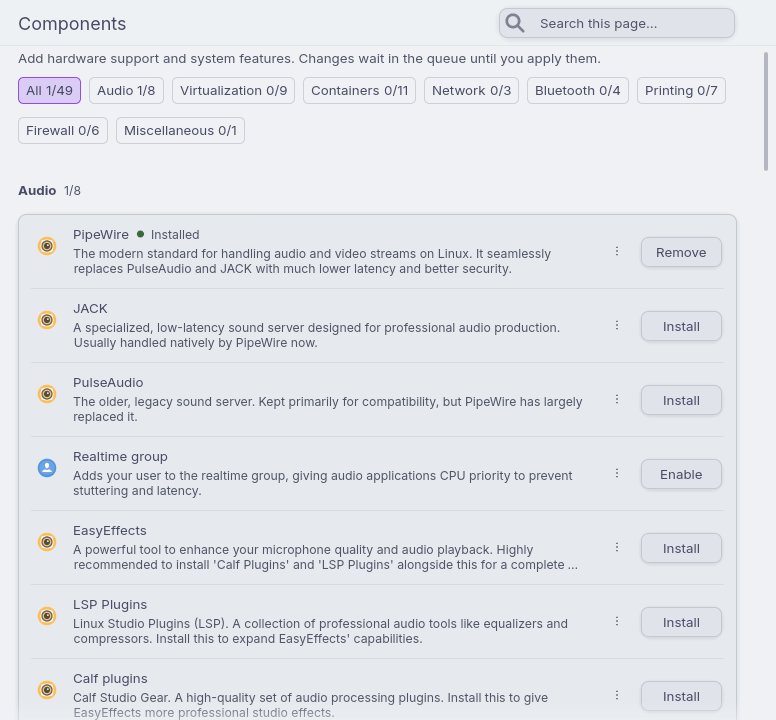 Components
Search this page...
Add hardware support and system features. Changes wait in the queue until you apply them.
All 1/49
Audio 1/8
Virtualization 0/9
Containers 0/11
Network 0/3
Bluetooth 0/4
Printing 0/7
Firewall 0/6
Miscellaneous 0/1
Audio 1/8
PipeWire ● Installed
The modern standard for handling audio and video streams on Linux. It seamlessly
replaces PulseAudio and JACK with much lower latency and better security.
Remove
JACK
A specialized, low-latency sound server designed for professional audio production.
Usually handled natively by PipeWire now.
Install
PulseAudio
The older, legacy sound server. Kept primarily for compatibility, but PipeWire has largely
replaced it.
Install
Realtime group
Adds your user to the realtime group, giving audio applications CPU priority to prevent
stuttering and latency.
Enable
EasyEffects
A powerful tool to enhance your microphone quality and audio playback. Highly
recommended to install 'Calf Plugins' and 'LSP Plugins' alongside this for a complete ...
Install
LSP Plugins
Linux Studio Plugins (LSP). A collection of professional audio tools like equalizers and
compressors. Install this to expand EasyEffects' capabilities.
Install
Calf plugins
Calf Studio Gear. A high-quality set of audio processing plugins. Install this to give
EasyEffects more professional studio effects.
Install